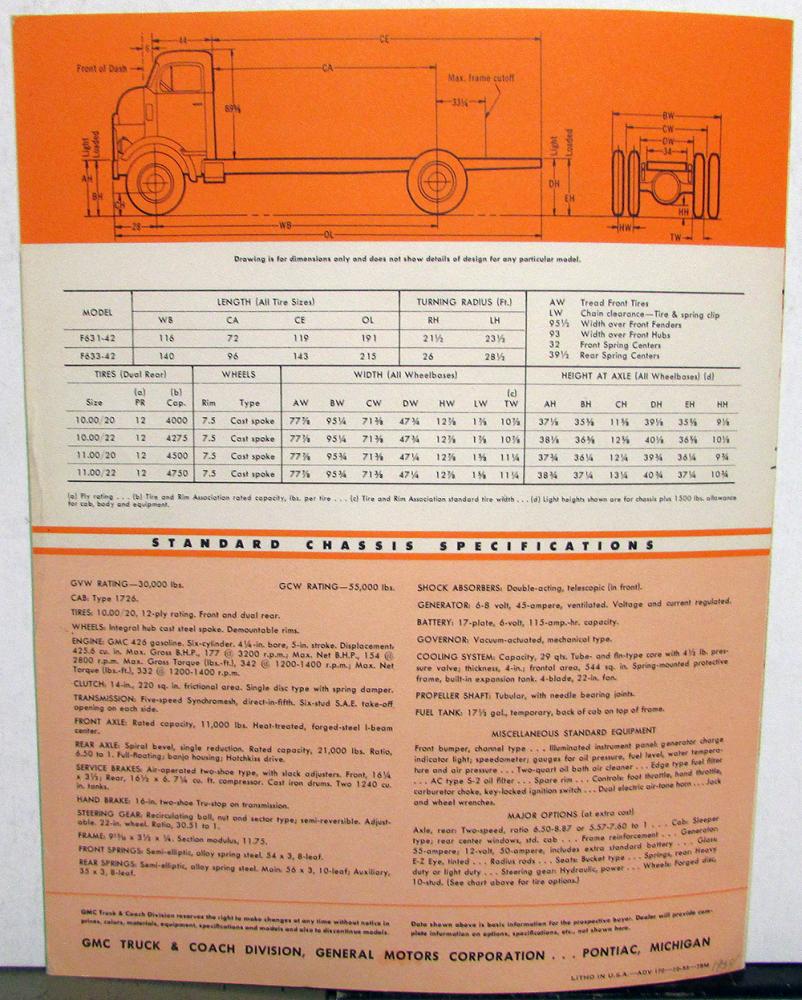 6
44
CE
Front of Dash
CA
Max. frame cutoff
33¼
Light
Loaded
AH
BH
CH
28
WB
OL
Light
Loaded
DH
EH
BW
CW
DW
34
HH
HW
TW
Drawing is for dimensions only and does not show details of design for any particular model.
MODEL LENGTH (All Tire Sizes) TURNING RADIUS (Ft.)
WB CA CE OL RH LH
F631-42 116 72 119 191 21½ 23½
F633-42 140 96 143 215 26 28½
AW Tread Front Tires
LW Chain clearance—Tire & spring clip
95½ Width over Front Fenders
93 Width over Front Hubs
32 Front Spring Centers
39½ Rear Spring Centers
TIRES (Dual Rear) WHEELS WIDTH (All Wheelbases) HEIGHT AT AXLE (All Wheelbases) (d)
(a) (b) (c)
Size PR Cap. Rim Type AW BW CW DW HW LW TW AH BH CH DH EH HH
10.00/20 12 4000 7.5 Cast spoke 77⅞ 95¼ 71⅜ 47¾ 12⅞ 1⅞ 10⅞ 37⅛ 35⅝ 11⅝ 39⅛ 35⅝ 9⅛
10.00/22 12 4275 7.5 Cast spoke 77⅞ 95¼ 71⅜ 47¾ 12⅞ 1⅞ 10⅞ 38⅛ 36⅝ 12⅝ 40⅛ 36⅝ 10⅛
11.00/20 12 4500 7.5 Cast spoke 77⅞ 95¾ 71⅜ 47¼ 12⅞ 1⅝ 11¼ 37¾ 36¼ 12¼ 39¾ 36¼ 9¾
11.00/22 12 4750 7.5 Cast spoke 77⅞ 95¾ 71⅜ 47¼ 12⅞ 1⅝ 11¼ 38¾ 37¼ 13¼ 40¾ 37¼ 10¾
(a) Ply rating . . . (b) Tire and Rim Association rated capacity, lbs. per tire . . . (c) Tire and Rim Association standard tire width . . . (d) Light heights shown are for chassis plus 1500 lbs. allowance
for cab, body and equipment.
STANDARD CHASSIS SPECIFICATIONS
GVW RATING—30,000 lbs. GCW RATING—55,000 lbs.
CAB: Type 1726.
TIRES: 10.00/20, 12-ply rating. Front and dual rear.
WHEELS: Integral hub cast steel spoke. Demountable rims.
ENGINE: GMC 426 gasoline. Six-cylinder. 4¼-in. bore, 5-in. stroke. Displacement,
425.6 cu. in. Max. Gross B.H.P., 177 @ 3200 r.p.m.; Max. Net B.H.P., 154 @
2800 r.p.m. Max. Gross Torque (lbs.-ft.), 342 @ 1200-1400 r.p.m.; Max. Net
Torque (lbs.-ft.), 332 @ 1200-1400 r.p.m.
CLUTCH: 14-in., 220 sq. in. frictional area. Single disc type with spring damper.
TRANSMISSION: Five-speed Synchromesh, direct-in-fifth. Six-stud S.A.E. take-off
opening on each side.
FRONT AXLE: Rated capacity, 11,000 lbs. Heat-treated, forged-steel I-beam
center.
REAR AXLE: Spiral bevel, single reduction. Rated capacity, 21,000 lbs. Ratio,
6.50 to 1. Full-floating; banjo housing; Hotchkiss drive.
SERVICE BRAKES: Air-operated two-shoe type, with slack adjusters. Front, 16¼
x 3½; Rear, 16½ x 6. 7¼ cu. ft. compressor. Cast iron drums. Two 1240 cu.
in. tanks.
HAND BRAKE: 16-in. two-shoe Tru-stop on transmission.
STEERING GEAR: Recirculating ball, nut and sector type; semi-reversible. Adjust-
able. 22-in. wheel. Ratio, 30.51 to 1.
FRAME: x 3½ x ¼. Section modulus, 11.75.
FRONT SPRINGS: Semi-elliptic, alloy spring steel. 54 x 3, 8-leaf.
REAR SPRINGS: Semi-elliptic, alloy spring steel. Main, 56 x 3, 10-leaf; Auxiliary,
35 x 3, 8-leaf.
SHOCK ABSORBERS: Double-acting, telescopic (in front).
GENERATOR: 6-8 volt, 45-ampere, ventilated. Voltage and current regulated.
BATTERY: 17-plate, 6-volt, 115-amp.-hr. capacity.
GOVERNOR: Vacuum-actuated, mechanical type.
COOLING SYSTEM: Capacity, 29 qts. Tube- and fin-type core with 4½ lb. pres-
sure valve; thickness, 4-in.; frontal area, 544 sq. in. Spring-mounted protective
frame, built-in expansion tank. 4-blade, 22-in. fan.
PROPELLER SHAFT: Tubular, with needle bearing joints.
FUEL TANK: 17½ gal., temporary, back of cab on top of frame.
MISCELLANEOUS STANDARD EQUIPMENT
Front bumper, channel type . . . Illuminated instrument panel: generator charge
indicator light; speedometer; gauges for oil pressure, fuel level, water tempera-
ture and air pressure . . . Two-quart oil bath air cleaner . . . Edge type fuel filter
. . . AC type S-2 oil filter . . . Spare rim . . . Controls: foot throttle, hand throttle,
carburetor choke, key-locked ignition switch . . . Dual electric air-tone horn . . . Jack
and wheel wrenches.
MAJOR OPTIONS (at extra cost)
Axle, rear: Two-speed, ratio 6.50-8.87 or 5.57-7.60 to 1 . . . Cab: Sleeper
type; rear center windows, std. cab . . . Frame reinforcement . . . Generator:
55-ampere; 12-volt, 50-ampere, includes extra standard battery . . . Glass:
E-Z Eye, tinted . . . Radius rods . . . Seats: Bucket type . . . Springs, rear: Heavy
duty or light duty . . . Steering gear: Hydraulic, power . . . Wheels: Forged disc,
10-stud. (See chart above for tire options.)
GMC Truck & Coach Division reserves the right to make changes at any time without notice in
prices, colors, materials, equipment, specifications and models and also to discontinue models.
Data shown above is basic information for the prospective buyer. Dealer will provide com-
plete information on options, specifications, etc., not shown here.
GMC TRUCK & COACH DIVISION, GENERAL MOTORS CORPORATION . . . PONTIAC, MICHIGAN
LITHO IN U.S.A.—ADV 170